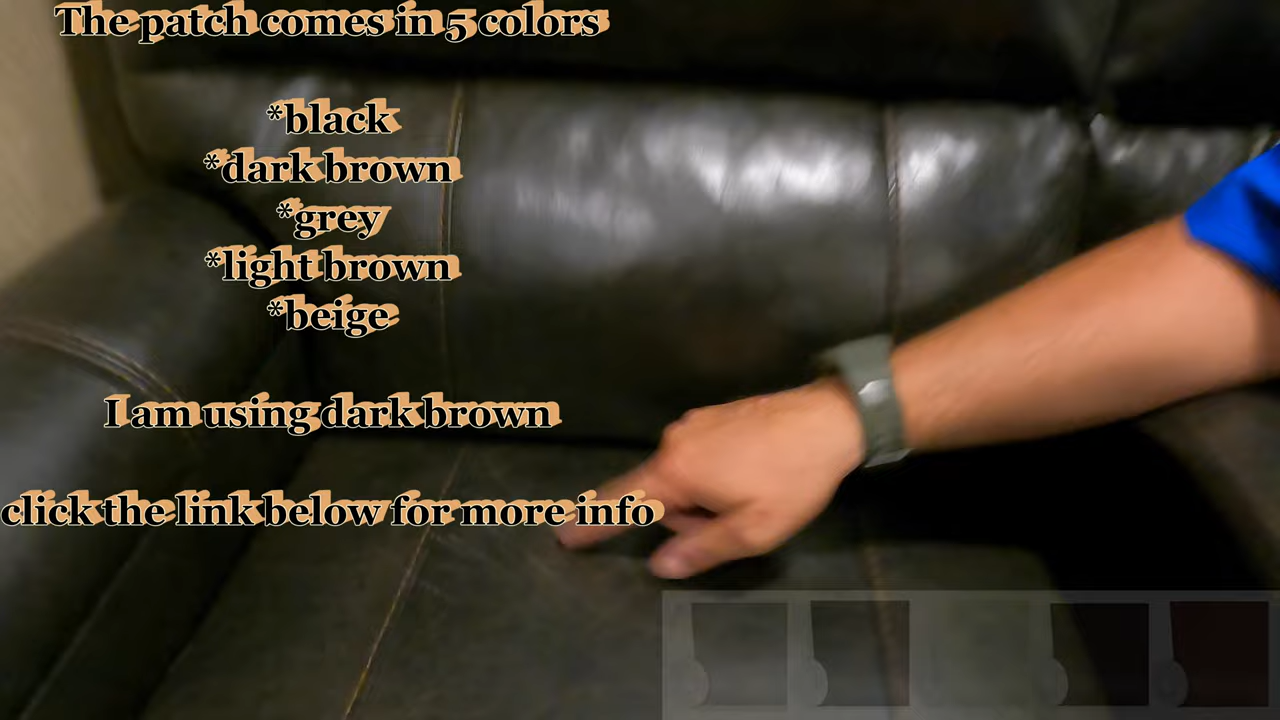 The patch comes in 5 colors
*black
*dark brown
*grey
*light brown
*beige
I am using dark brown
click the link below for more info